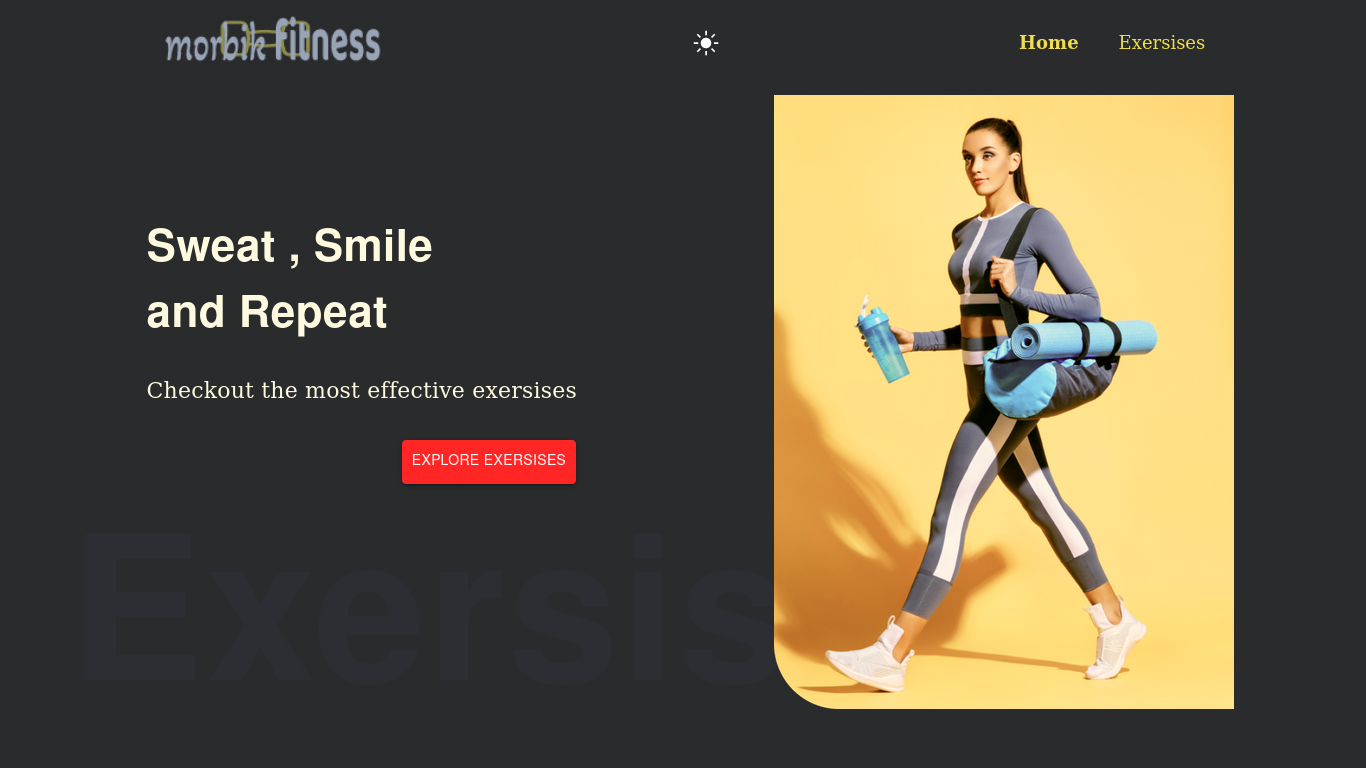 morbik fitness
Home
Exersises
Sweat , Smile
and Repeat
Checkout the most effective exersises
EXPLORE EXERSISES
Exersis